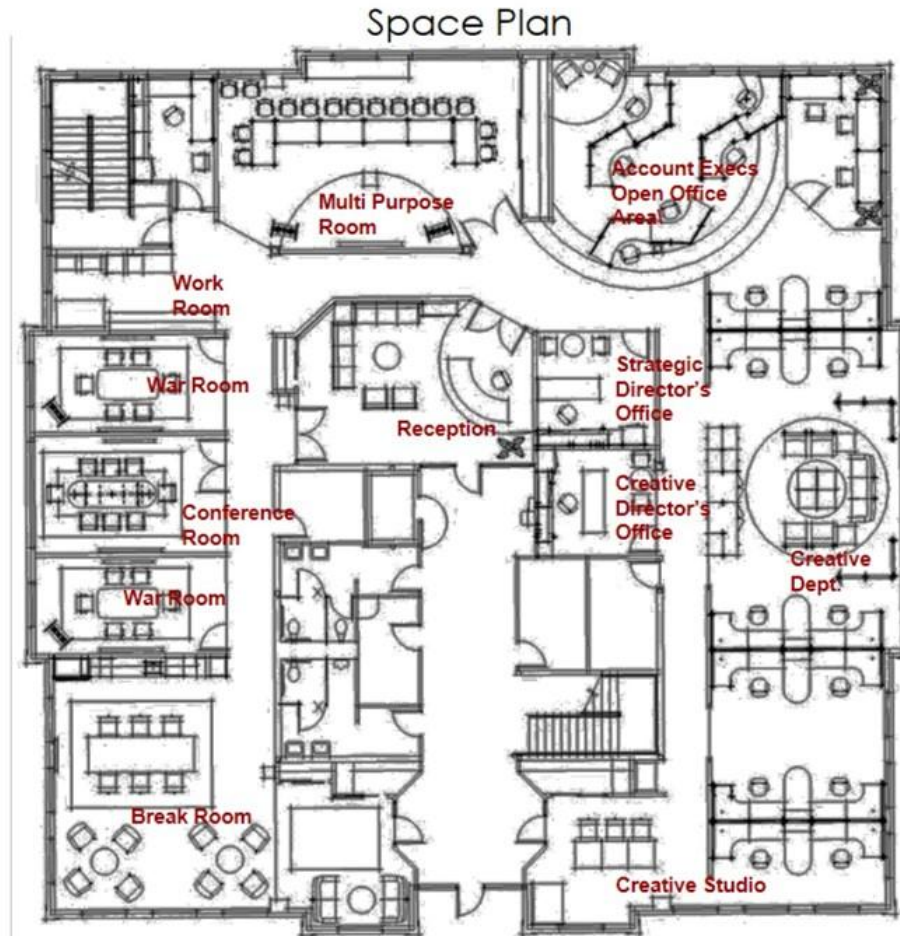 Space Plan
Account Execs
Open Office
Area!
Multi Purpose
Room
Work
Room
War Room
Strategic
Director's
Office
Reception
Creative
Director's
Office
Conference
Room
Creative
Dept.
War Room
Break Room
Creative Studio